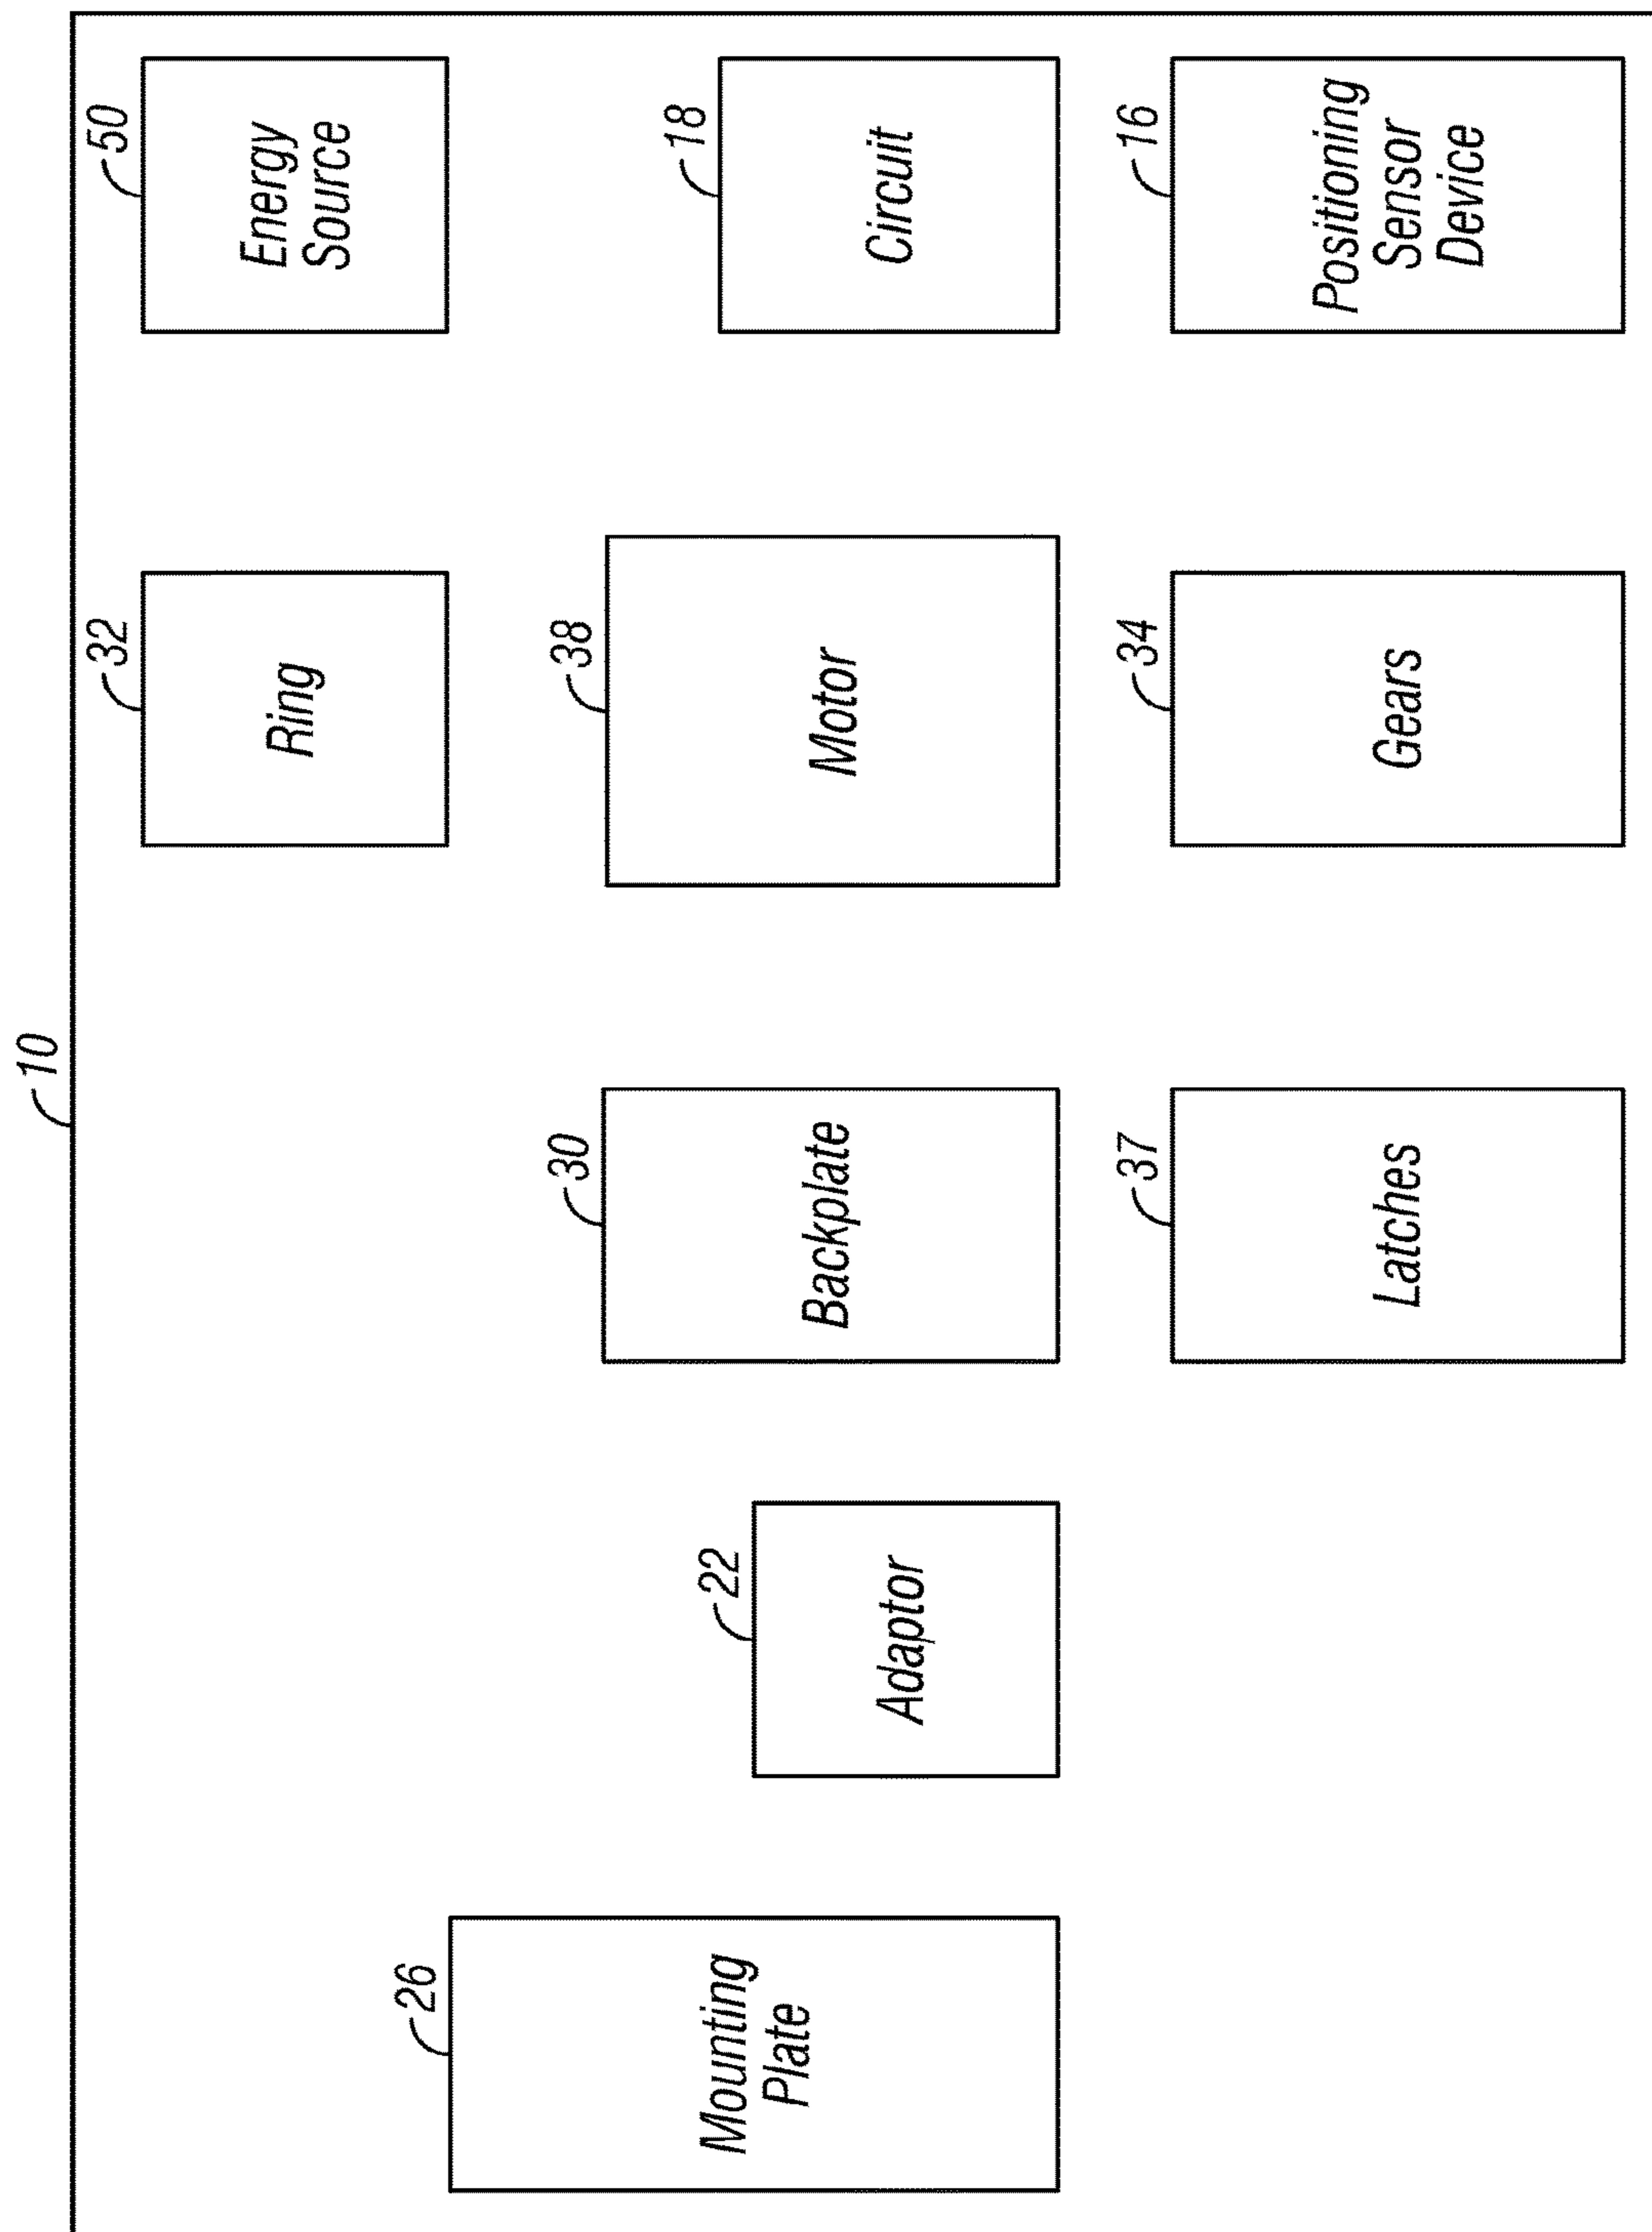 10
32
Ring
50
Energy
Source
26
Mounting
Plate
22
Adaptor
30
Backplate
38
Motor
18
Circuit
37
Latches
34
Gears
16
Positioning
Sensor
Device